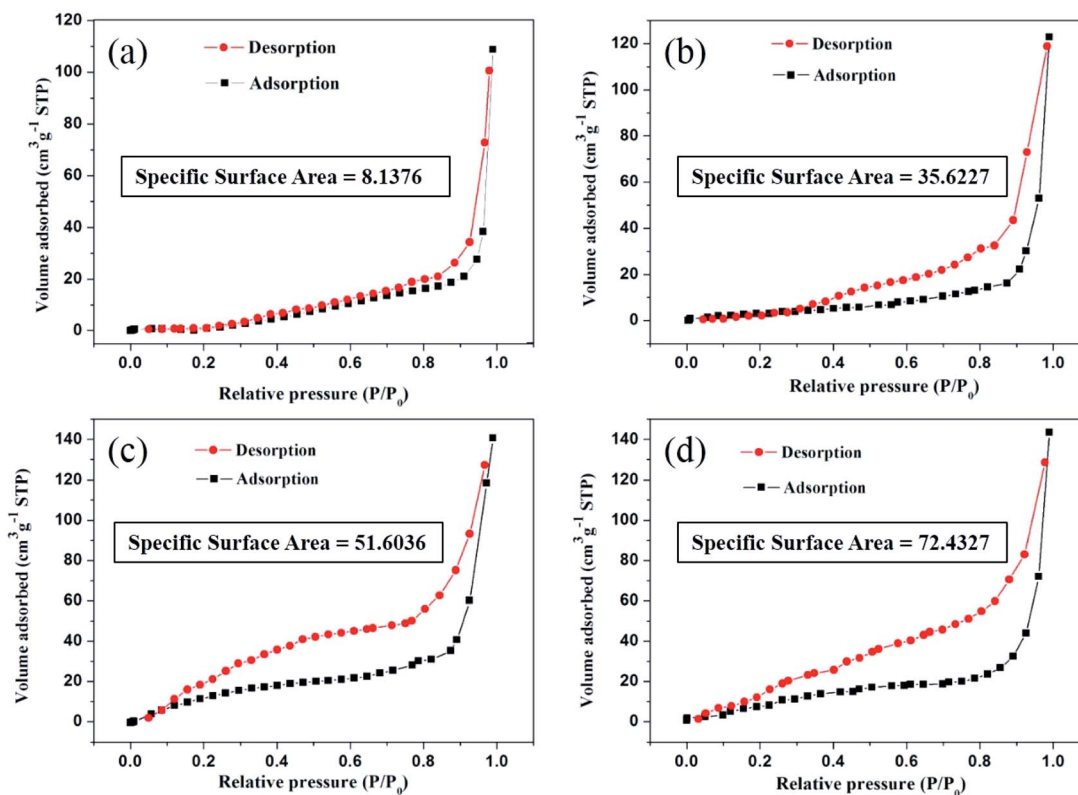 (a)
Desorption
Adsorption
Specific Surface Area = 8.1376
Volume adsorbed (cm³g⁻¹ STP)
120
100
80
60
40
20
0
0.0 0.2 0.4 0.6 0.8 1.0
Relative pressure (P/P₀)
(b)
Desorption
Adsorption
Specific Surface Area = 35.6227
Volume adsorbed (cm³g⁻¹ STP)
120
100
80
60
40
20
0
0.0 0.2 0.4 0.6 0.8 1.0
Relative pressure (P/P₀)
(c)
Desorption
Adsorption
Specific Surface Area = 51.6036
Volume adsorbed (cm³g⁻¹ STP)
140
120
100
80
60
40
20
0
0.0 0.2 0.4 0.6 0.8 1.0
Relative pressure (P/P₀)
(d)
Desorption
Adsorption
Specific Surface Area = 72.4327
Volume adsorbed (cm³g⁻¹ STP)
140
120
100
80
60
40
20
0
0.0 0.2 0.4 0.6 0.8 1.0
Relative pressure (P/P₀)